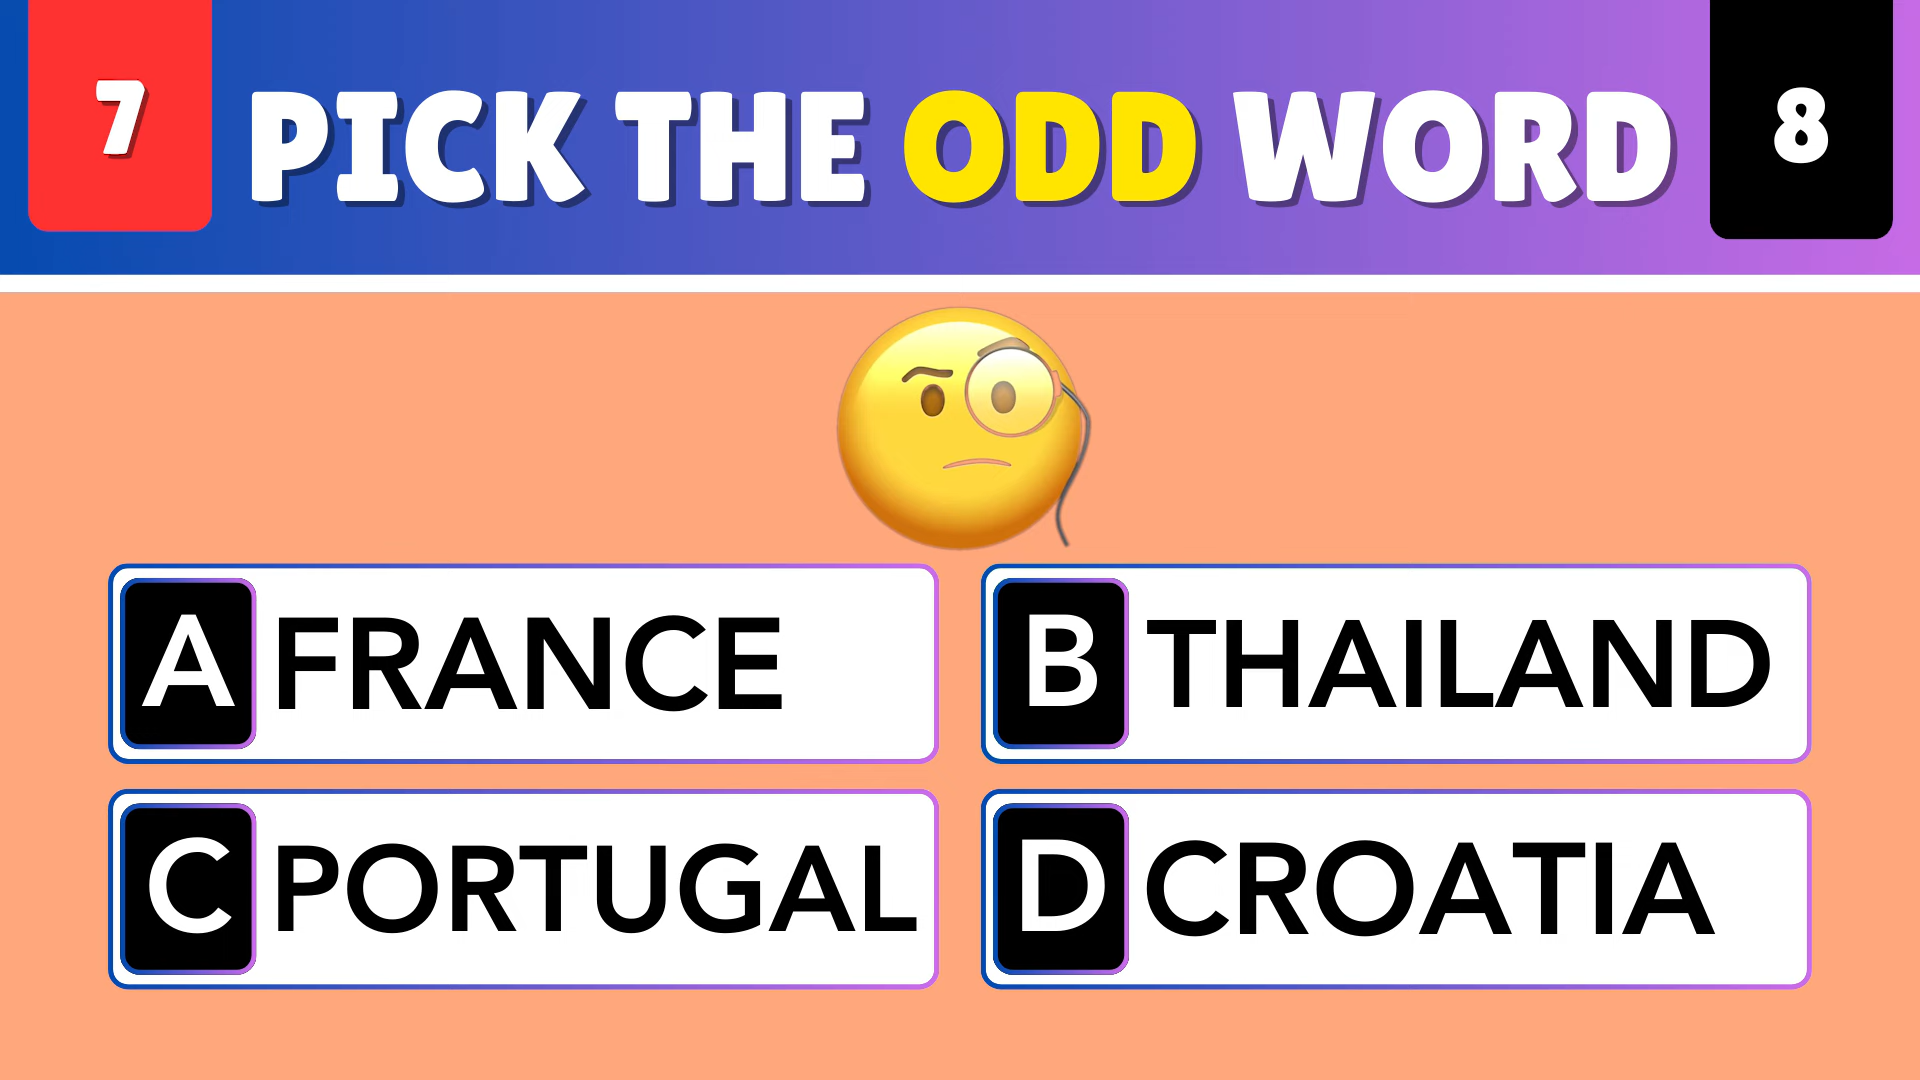 7
PICK THE ODD WORD
8
A FRANCE
B THAILAND
C PORTUGAL
D CROATIA